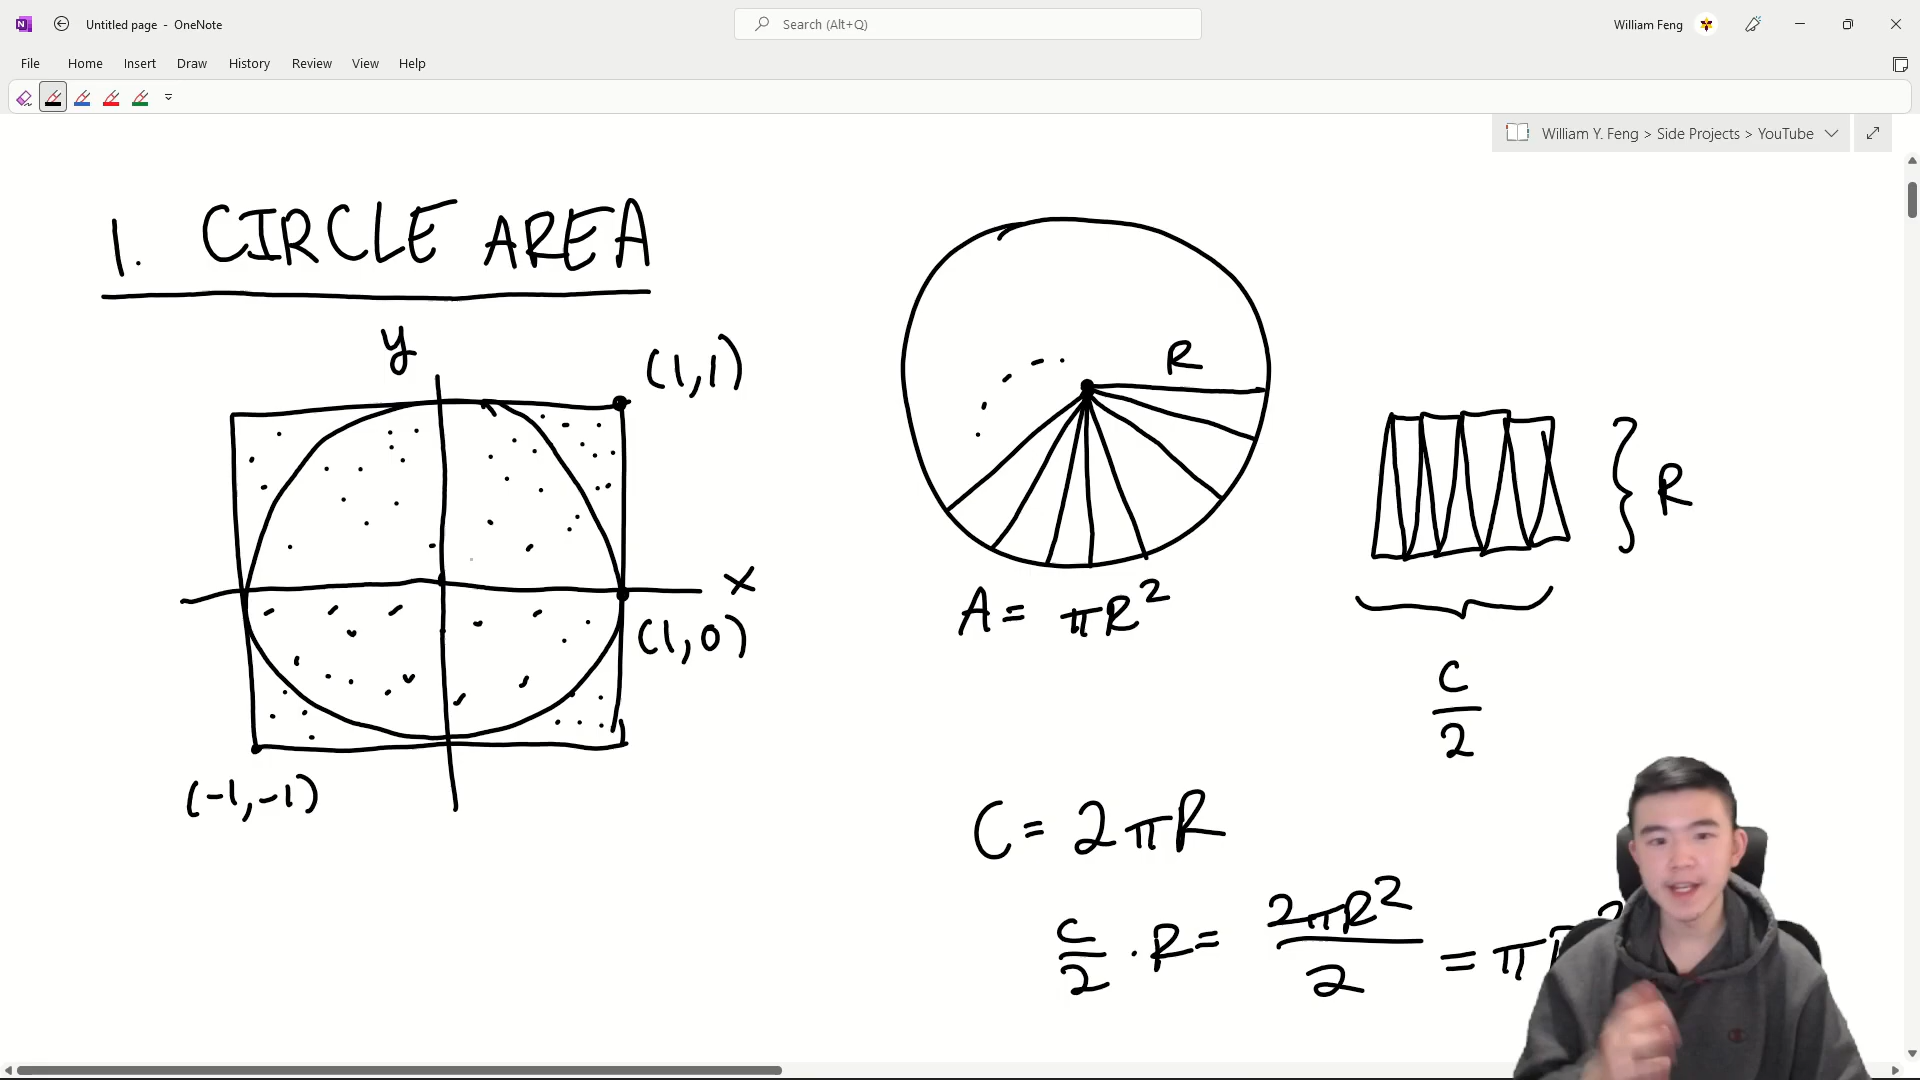 Untitled page - OneNote
Search (Alt+Q)
William Feng
File Home Insert Draw History Review View Help
William Y. Feng > Side Projects > YouTube
1. CIRCLE AREA
y
(1,1)
x
(1,0)
(-1,-1)
R
A = πR²
R
C/2
C = 2πR
C/2 · R = 2πR²/2 = π